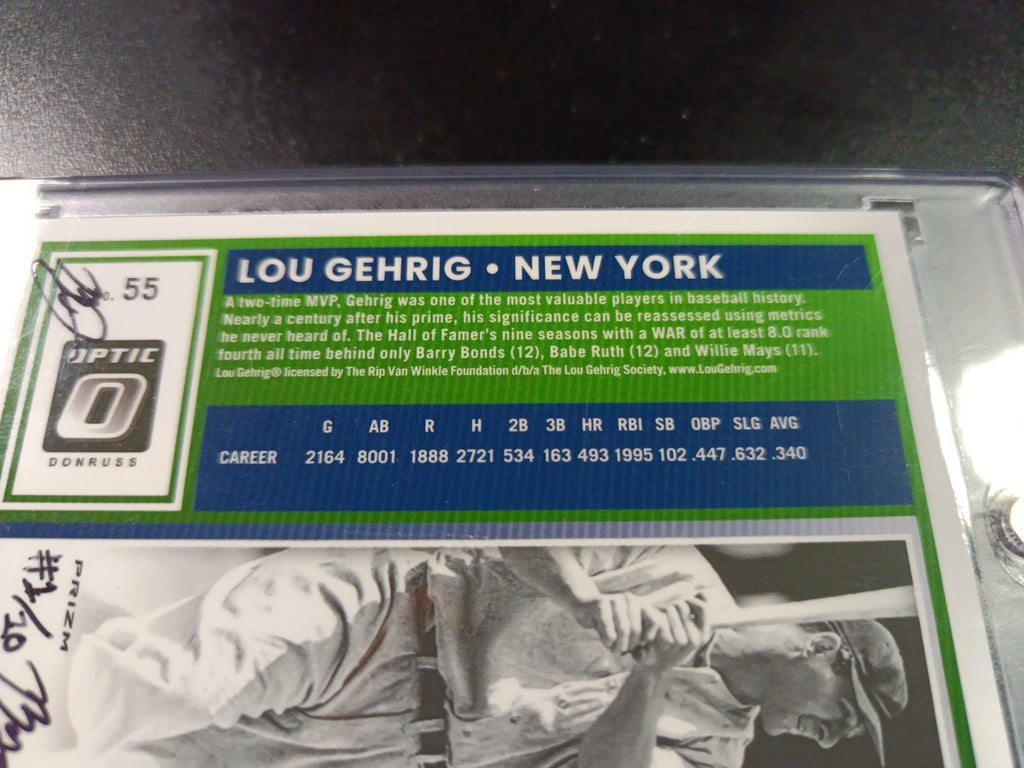 No. 55
OPTIC
DONRUSS
LOU GEHRIG • NEW YORK
A two-time MVP, Gehrig was one of the most valuable players in baseball history.
Nearly a century after his prime, his significance can be reassessed using metrics
he never heard of. The Hall of Famer's nine seasons with a WAR of at least 8.0 rank
fourth all time behind only Barry Bonds (12), Babe Ruth (12) and Willie Mays (11).
Lou Gehrig® licensed by The Rip Van Winkle Foundation d/b/a The Lou Gehrig Society, www.LouGehrig.com
G AB R H 2B 3B HR RBI SB OBP SLG AVG
CAREER 2164 8001 1888 2721 534 163 493 1995 102 .447 .632 .340
PRIZM